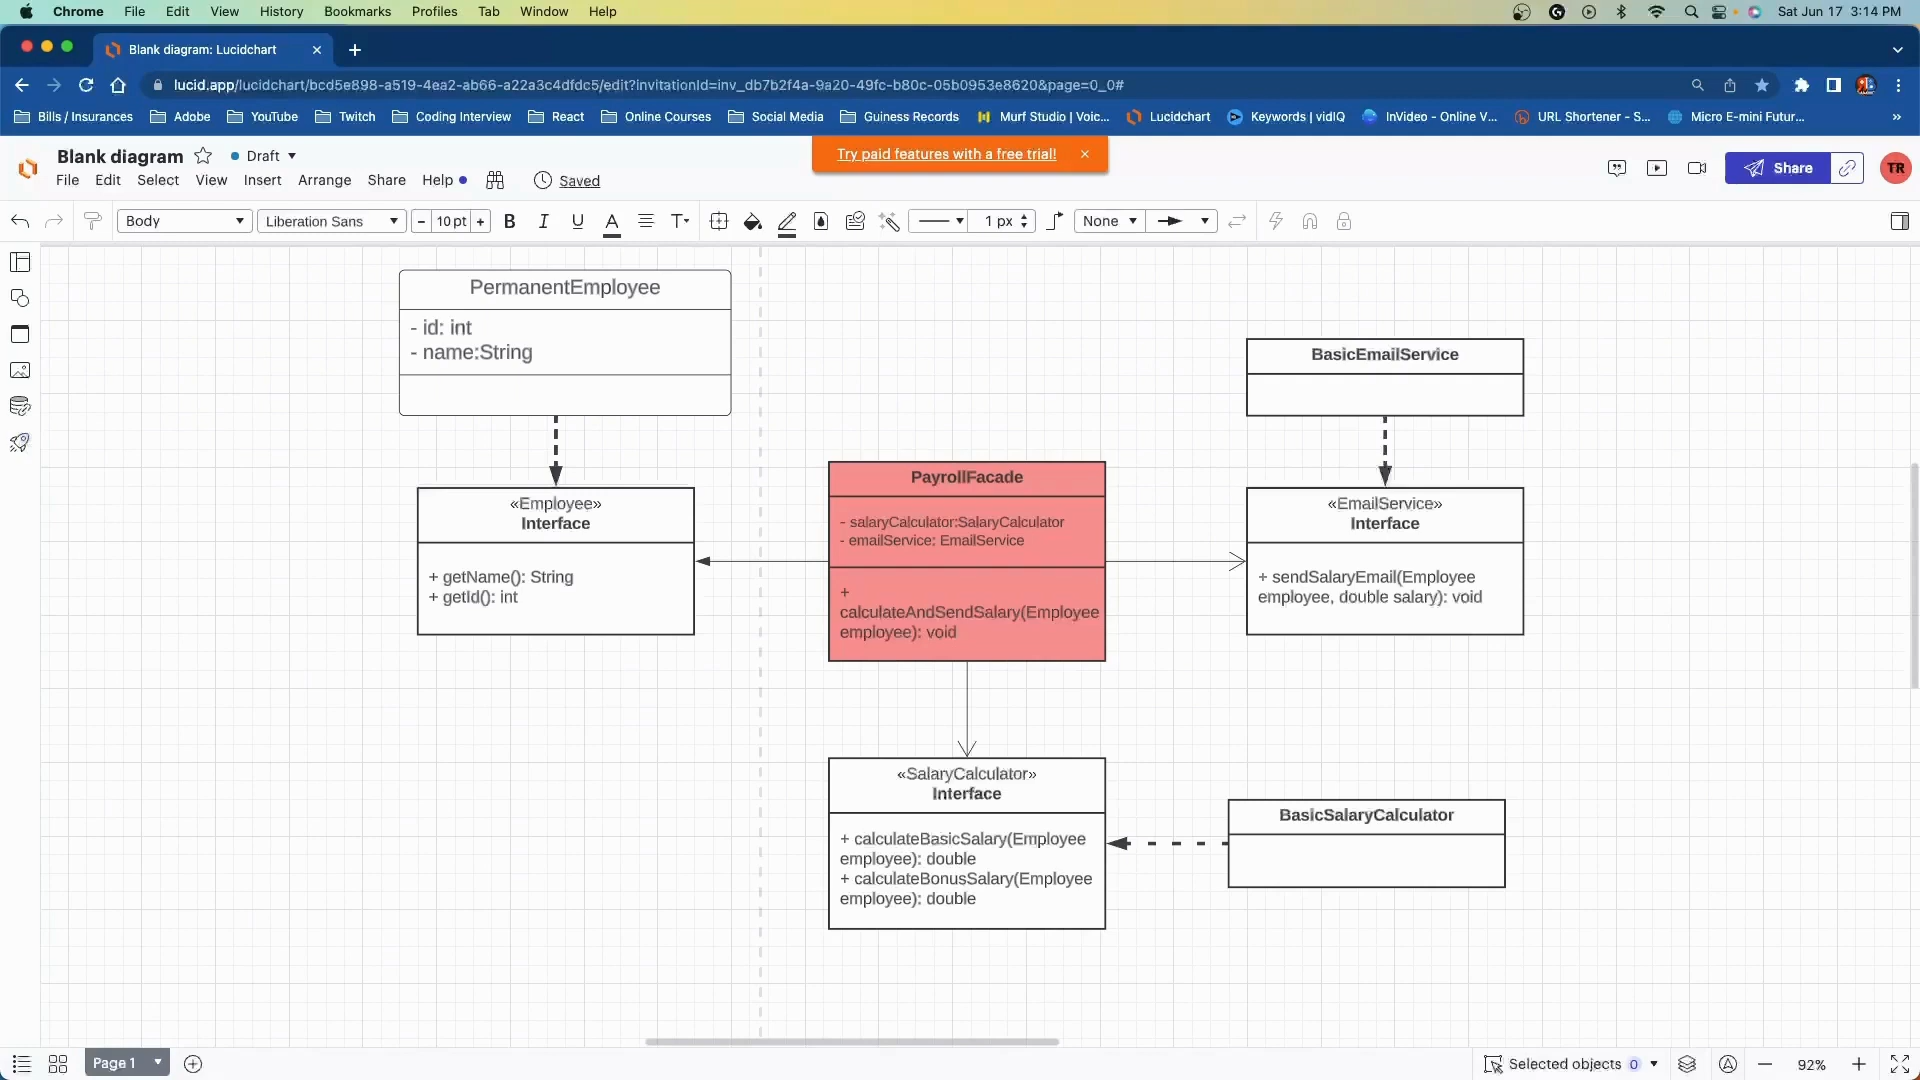 Chrome File Edit View History Bookmarks Profiles Tab Window Help Sat Jun 17 3:14 PM
Blank diagram: Lucidchart
lucid.app/lucidchart/bcd5e898-a519-4ea2-ab66-a22a3c4dfdc5/edit?invitationId=inv_db7b2f4a-9a20-49fc-b80c-05b0953e8620&page=0_0#
Bills / Insurances Adobe YouTube Twitch Coding Interview React Online Courses Social Media Guiness Records Murf Studio | Voic... Lucidchart Keywords | vidIQ InVideo - Online V... URL Shortener - S... Micro E-mini Futur... »
Blank diagram Draft
Try paid features with a free trial!
File Edit Select View Insert Arrange Share Help Saved
Share
TR
Body Liberation Sans - 10 pt + B I U A T 1 px None
PermanentEmployee
- id: int
- name:String
«Employee»
Interface
+ getName(): String
+ getId(): int
PayrollFacade
- salaryCalculator:SalaryCalculator
- emailService: EmailService
+
calculateAndSendSalary(Employee
employee): void
BasicEmailService
«EmailService»
Interface
+ sendSalaryEmail(Employee
employee, double salary): void
«SalaryCalculator»
Interface
+ calculateBasicSalary(Employee
employee): double
+ calculateBonusSalary(Employee
employee): double
BasicSalaryCalculator
Page 1
Selected objects 0
92%